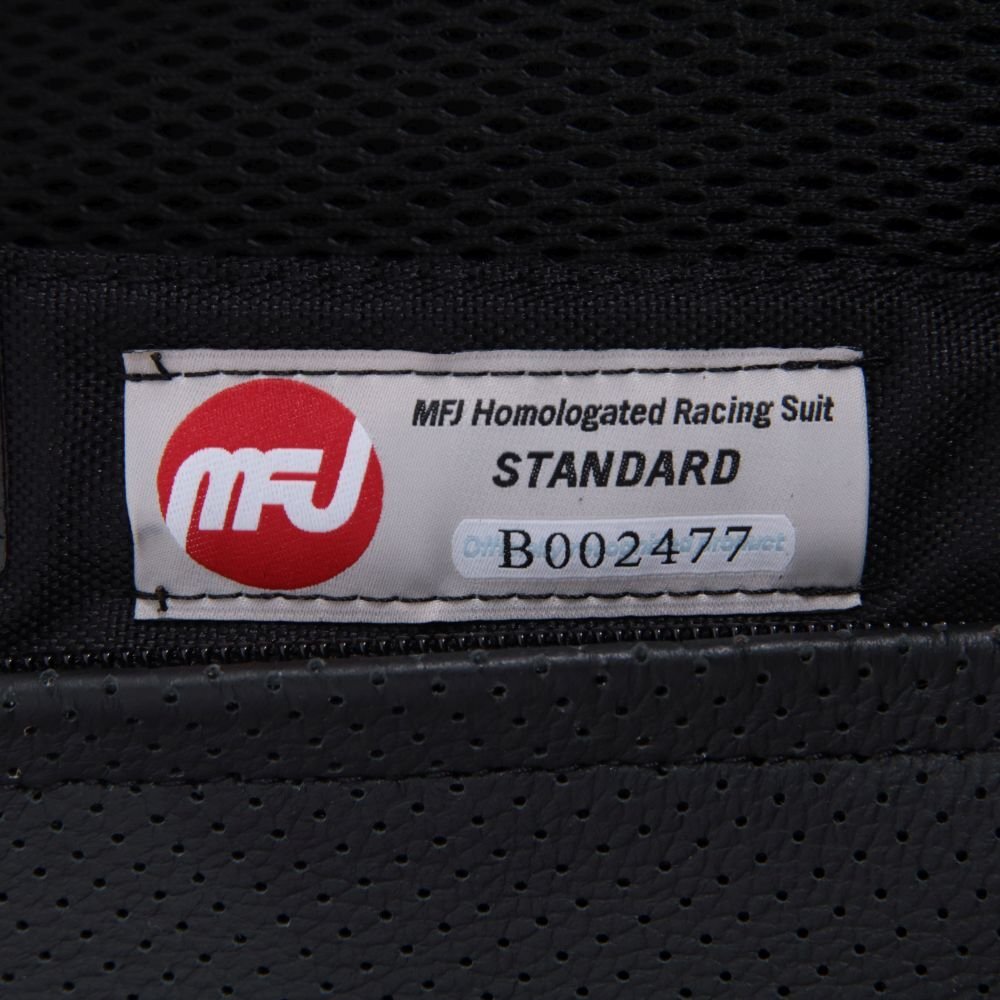 MFJ
MFJ Homologated Racing Suit
STANDARD
B002477